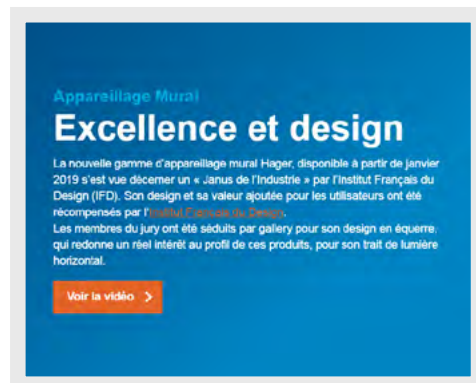 Appareillage Mural
Excellence et design
La nouvelle gamme d'appareillage mural Hager, disponible à partir de janvier
2019 s'est vue décerner un « Janus de l'Industrie » par l'Institut Français du
Design (IFD). Son design et sa valeur ajoutée pour les utilisateurs ont été
récompensés par l'Institut Français du Design.
Les membres du jury ont été séduits par gallery pour son design en équerre,
qui redonne un réel intérêt au profil de ces produits, pour son trait de lumière
horizontal.
Voir la vidéo